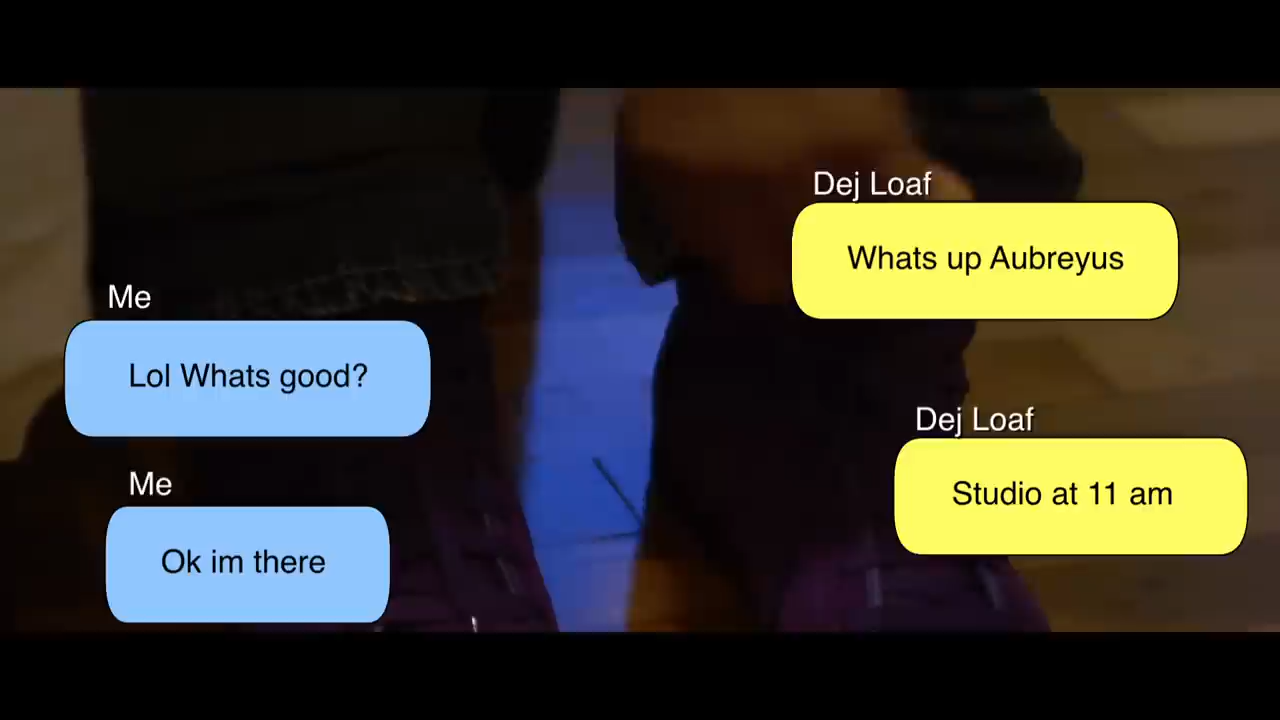 Dej Loaf
Whats up Aubreyus
Me
Lol Whats good?
Dej Loaf
Studio at 11 am
Me
Ok im there